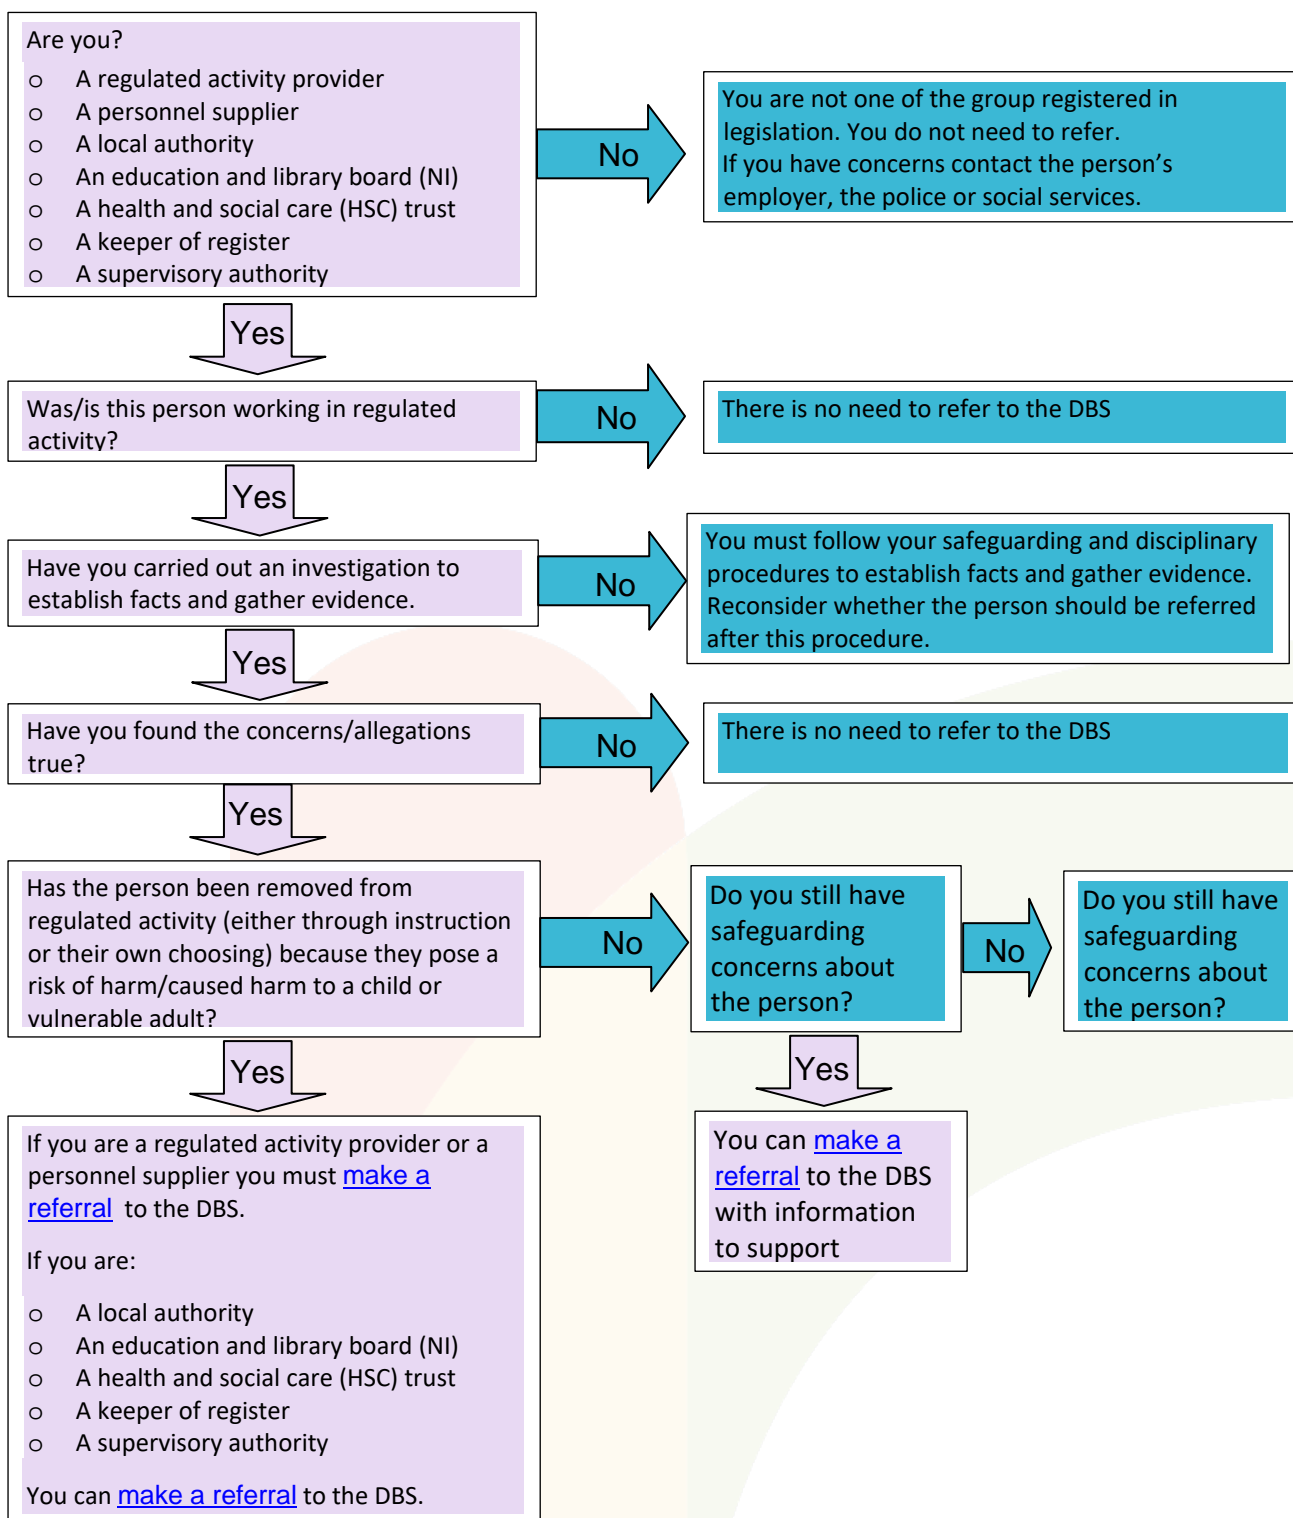 Are you?
o A regulated activity provider
o A personnel supplier
o A local authority
o An education and library board (NI)
o A health and social care (HSC) trust
o A keeper of register
o A supervisory authority
No
You are not one of the group registered in
legislation. You do not need to refer.
If you have concerns contact the person’s
employer, the police or social services.
Yes
Was/is this person working in regulated
activity?
No
There is no need to refer to the DBS
Yes
Have you carried out an investigation to
establish facts and gather evidence.
No
You must follow your safeguarding and disciplinary
procedures to establish facts and gather evidence.
Reconsider whether the person should be referred
after this procedure.
Yes
Have you found the concerns/allegations
true?
No
There is no need to refer to the DBS
Yes
Has the person been removed from
regulated activity (either through instruction
or their own choosing) because they pose a
risk of harm/caused harm to a child or
vulnerable adult?
No
Do you still have
safeguarding
concerns about
the person?
No
Do you still have
safeguarding
concerns about
the person?
Yes
If you are a regulated activity provider or a
personnel supplier you must make a
referral to the DBS.
If you are:
o A local authority
o An education and library board (NI)
o A health and social care (HSC) trust
o A keeper of register
o A supervisory authority
You can make a referral to the DBS.
Yes
You can make a
referral to the DBS
with information
to support